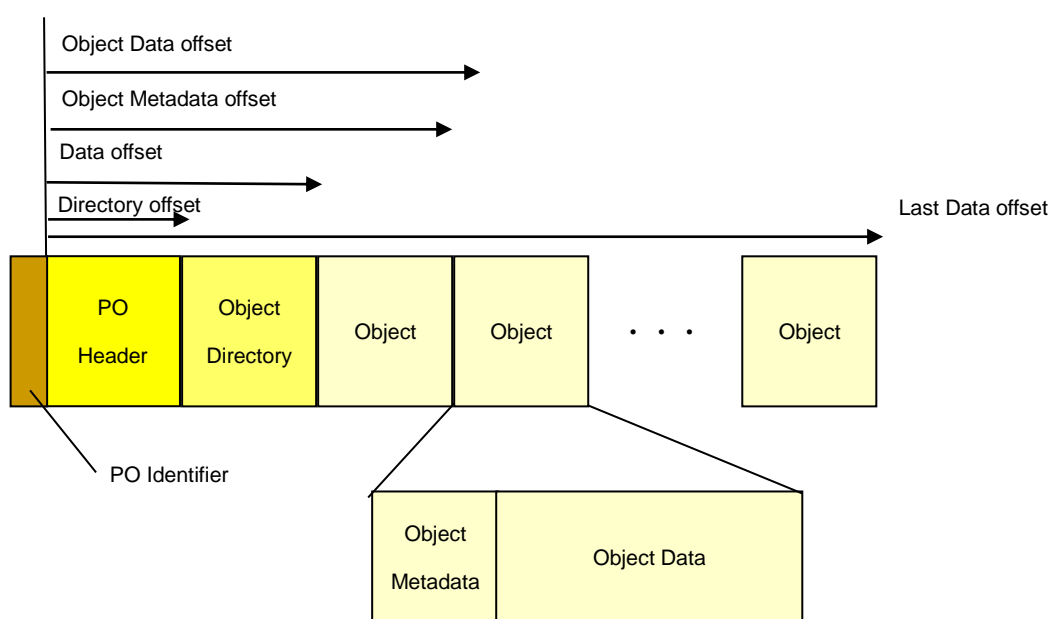 Object Data offset
Object Metadata offset
Data offset
Directory offset
Last Data offset
PO
Header
Object
Directory
Object
Object
. . .
Object
PO Identifier
Object
Metadata
Object Data